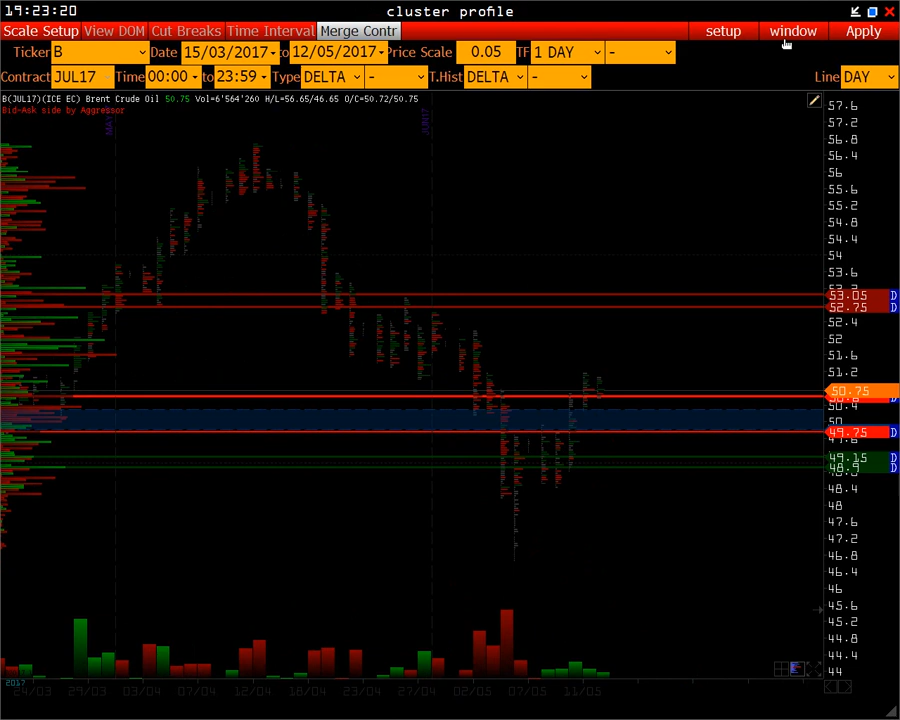 19:23:20 cluster profile
Scale Setup View DOM Cut Breaks Time Interval Merge Contr setup window Apply
Ticker B Date 15/03/2017 to 12/05/2017 Price Scale 0.05 TF 1 DAY -
Contract JUL17 Time 00:00 to 23:59 Type DELTA - T.Hist DELTA - Line DAY
B(JUL17)(ICE EC) Brent Crude Oil 50.75 Vol=6'564'260 H/L=56.65/46.65 O/C=50.72/50.75
Bid-Ask side by Aggressor
JUN17
57.6
57.2
56.8
56.4
56
55.6
55.2
54.8
54.4
54
53.6
53.05 D
52.75 D
52.4
52
51.6
51.2
50.75
50.4
50
49.75 D
49.15 D
48.9 D
48.4
48
47.6
47.2
46.8
46.4
46
45.6
45.2
44.8
44.4
44
2017
24/03 29/03 03/04 07/04 12/04 18/04 23/04 27/04 02/05 07/05 11/05